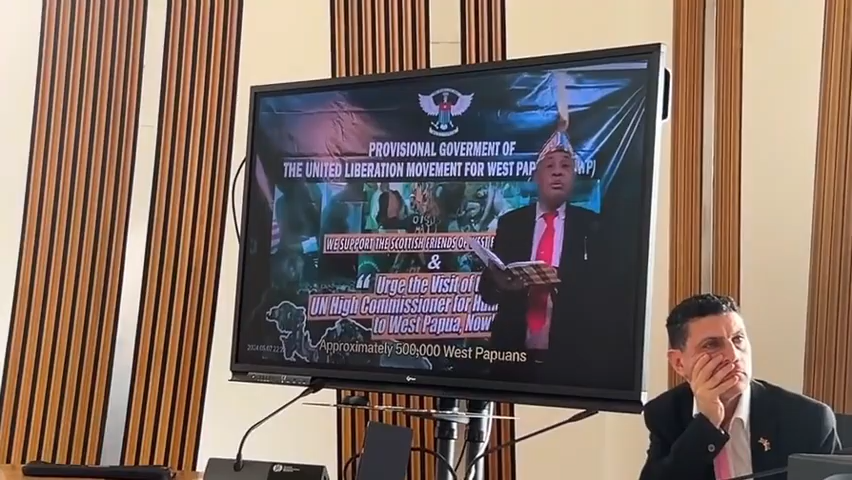 PROVISIONAL GOVERMENT OF
THE UNITED LIBERATION MOVEMENT FOR WEST
WE SUPPORT THE SCOTTISH FRIENDS OF
&
"Urge the Visit of
UN High Commissioner for
to West Papua, Now
Approximately 500,000 West Papuans